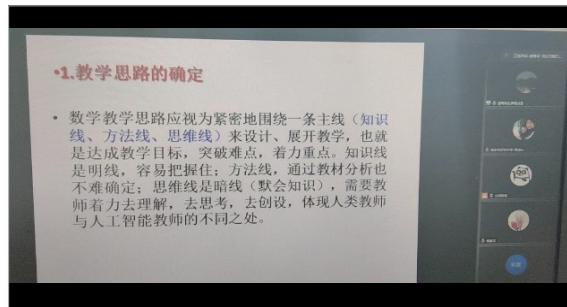 •1.教学思路的确定
• 数学教学思路应视为紧密地围绕一条主线（知识
线、方法线、思维线）来设计、展开教学，也就
是达成教学目标，突破难点，着力重点。知识线
是明线，容易把握住；方法线，通过教材分析也
不难确定；思维线是暗线（默会知识），需要教
师着力去理解，去思考，去创设，体现人类教师
与人工智能教师的不同之处。